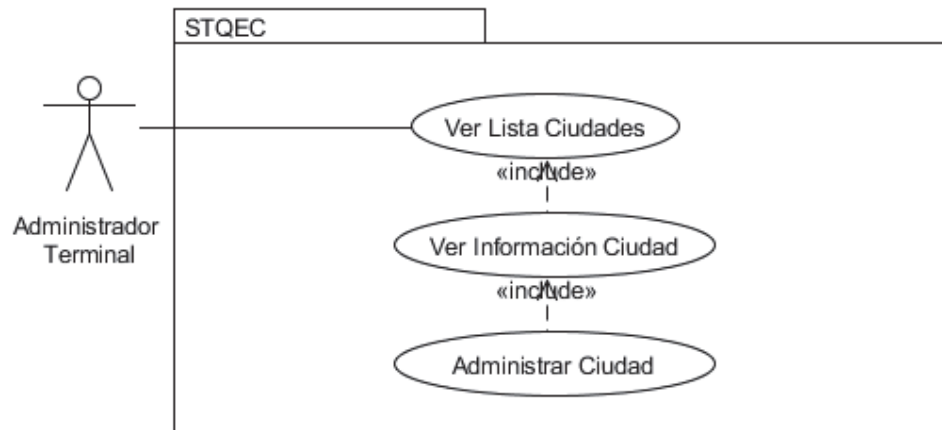 STQEC
Ver Lista Ciudades
«include»
Administrador
Terminal
Ver Información Ciudad
«include»
Administrar Ciudad